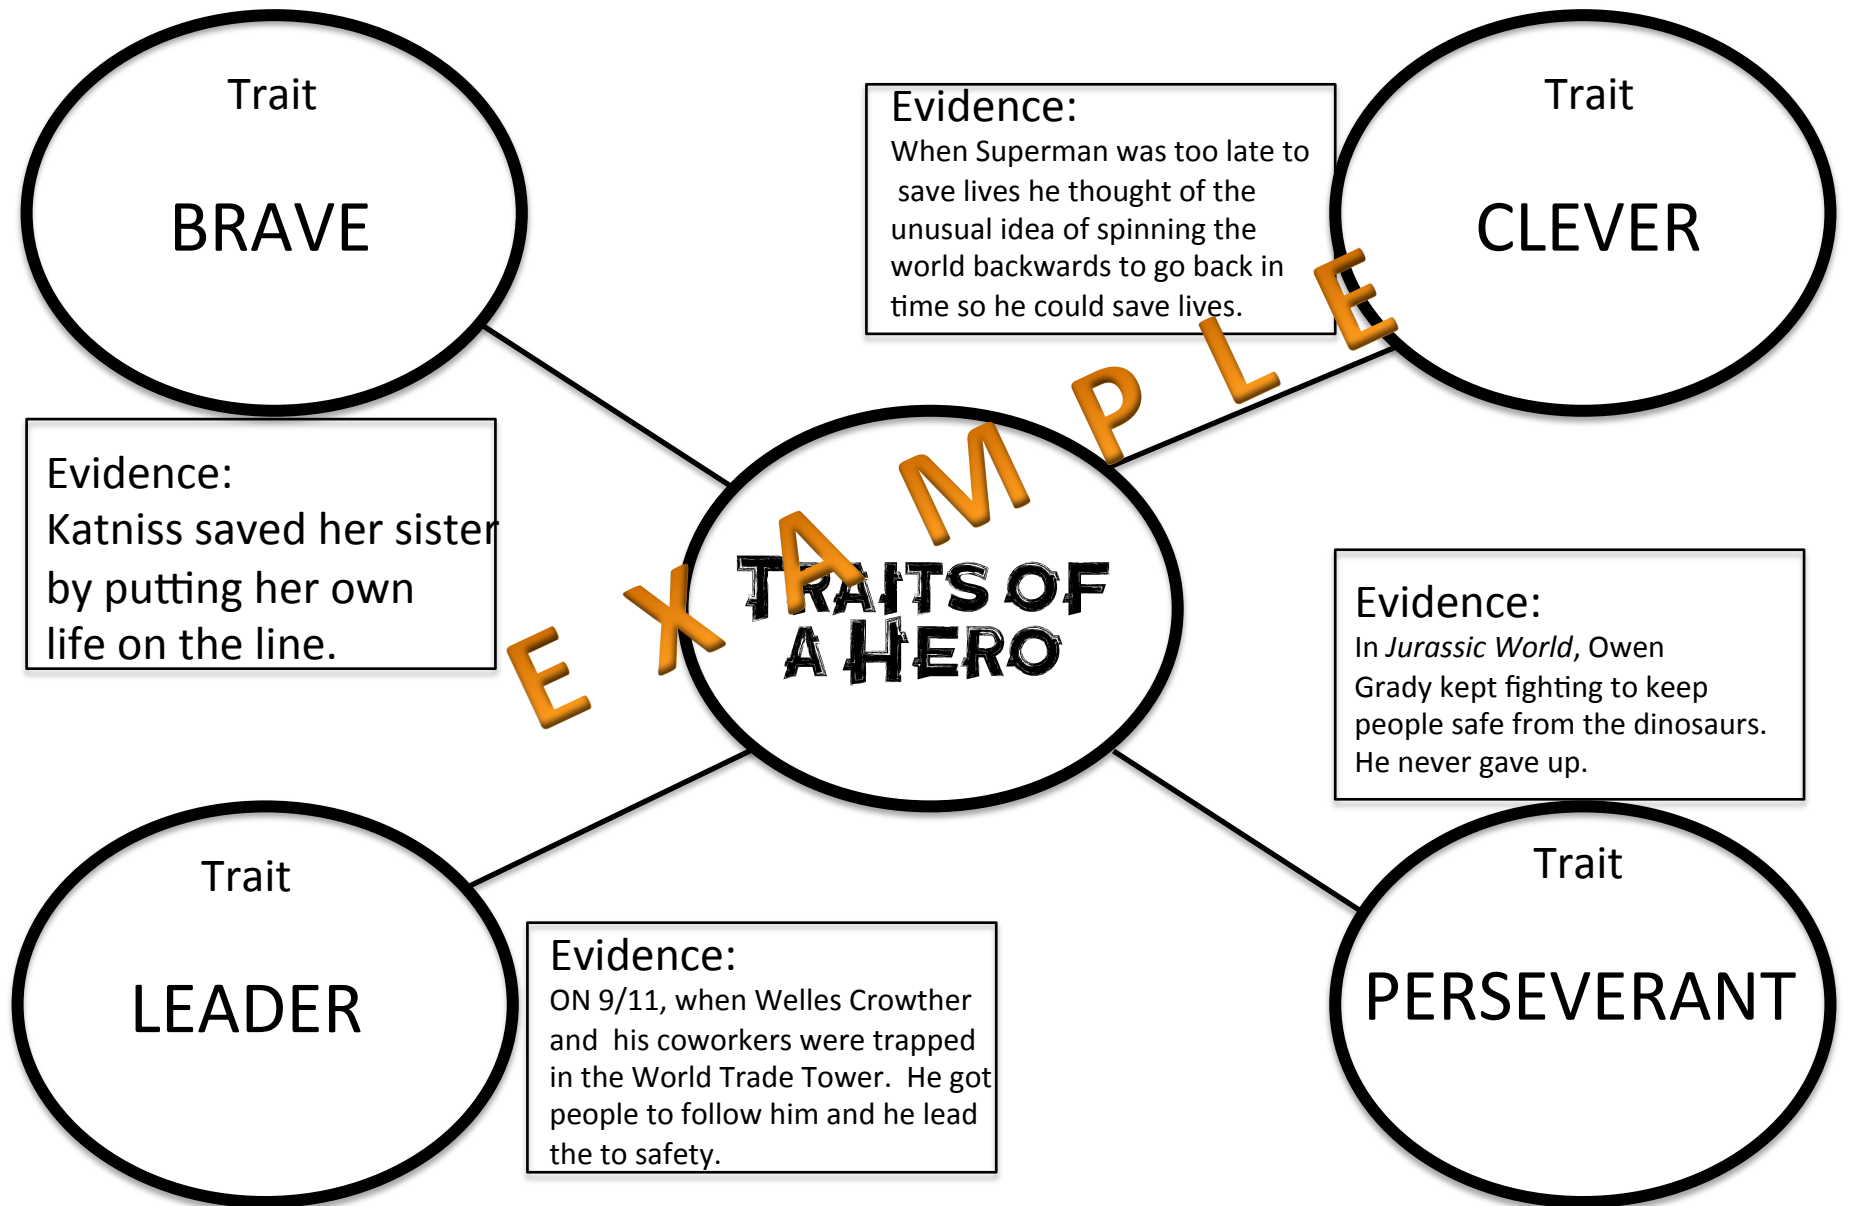 Trait
BRAVE
Evidence:
Katniss saved her sister
by putting her own
life on the line.
Evidence:
When Superman was too late to
save lives he thought of the
unusual idea of spinning the
world backwards to go back in
time so he could save lives.
Trait
CLEVER
EXAMPLE
TRAITS OF
A HERO
Evidence:
In Jurassic World, Owen
Grady kept fighting to keep
people safe from the dinosaurs.
He never gave up.
Trait
LEADER
Evidence:
ON 9/11, when Welles Crowther
and his coworkers were trapped
in the World Trade Tower. He got
people to follow him and he lead
the to safety.
Trait
PERSEVERANT